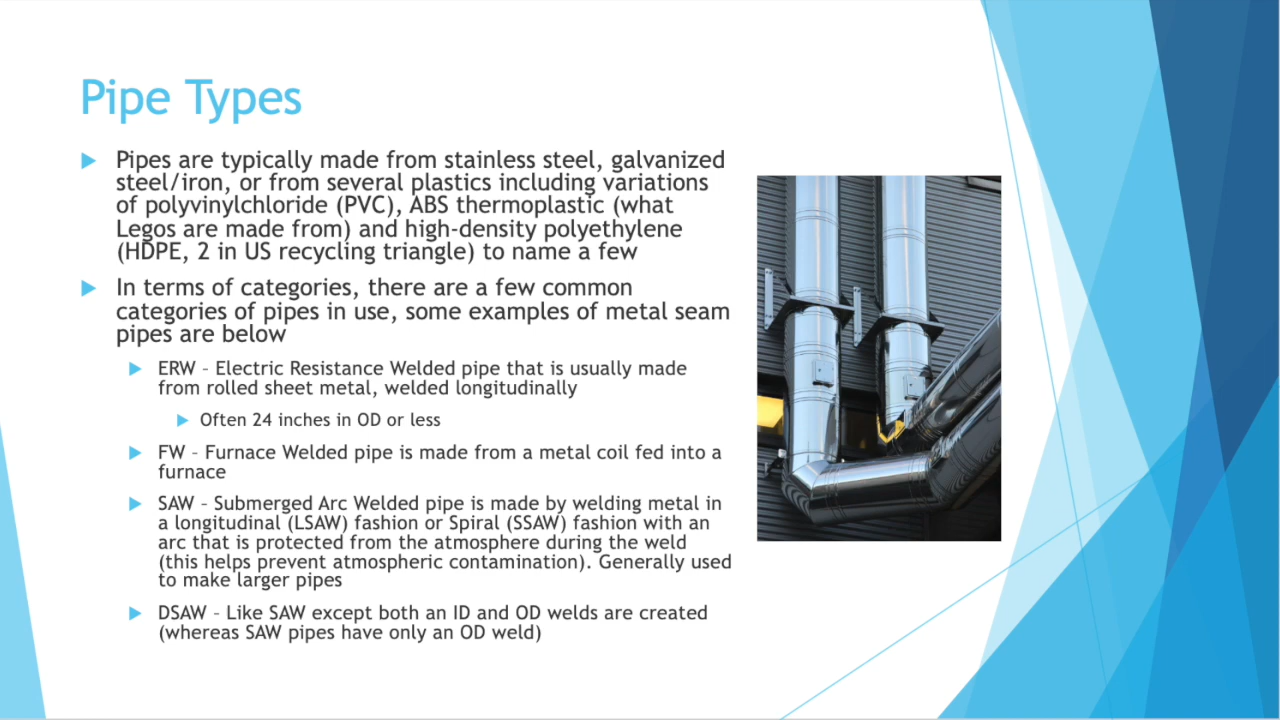 Pipe Types
Pipes are typically made from stainless steel, galvanized
steel/iron, or from several plastics including variations
of polyvinylchloride (PVC), ABS thermoplastic (what
Legos are made from) and high-density polyethylene
(HDPE, 2 in US recycling triangle) to name a few
In terms of categories, there are a few common
categories of pipes in use, some examples of metal seam
pipes are below
ERW – Electric Resistance Welded pipe that is usually made
from rolled sheet metal, welded longitudinally
Often 24 inches in OD or less
FW – Furnace Welded pipe is made from a metal coil fed into a
furnace
SAW – Submerged Arc Welded pipe is made by welding metal in
a longitudinal (LSAW) fashion or Spiral (SSAW) fashion with an
arc that is protected from the atmosphere during the weld
(this helps prevent atmospheric contamination). Generally used
to make larger pipes
DSAW – Like SAW except both an ID and OD welds are created
(whereas SAW pipes have only an OD weld)